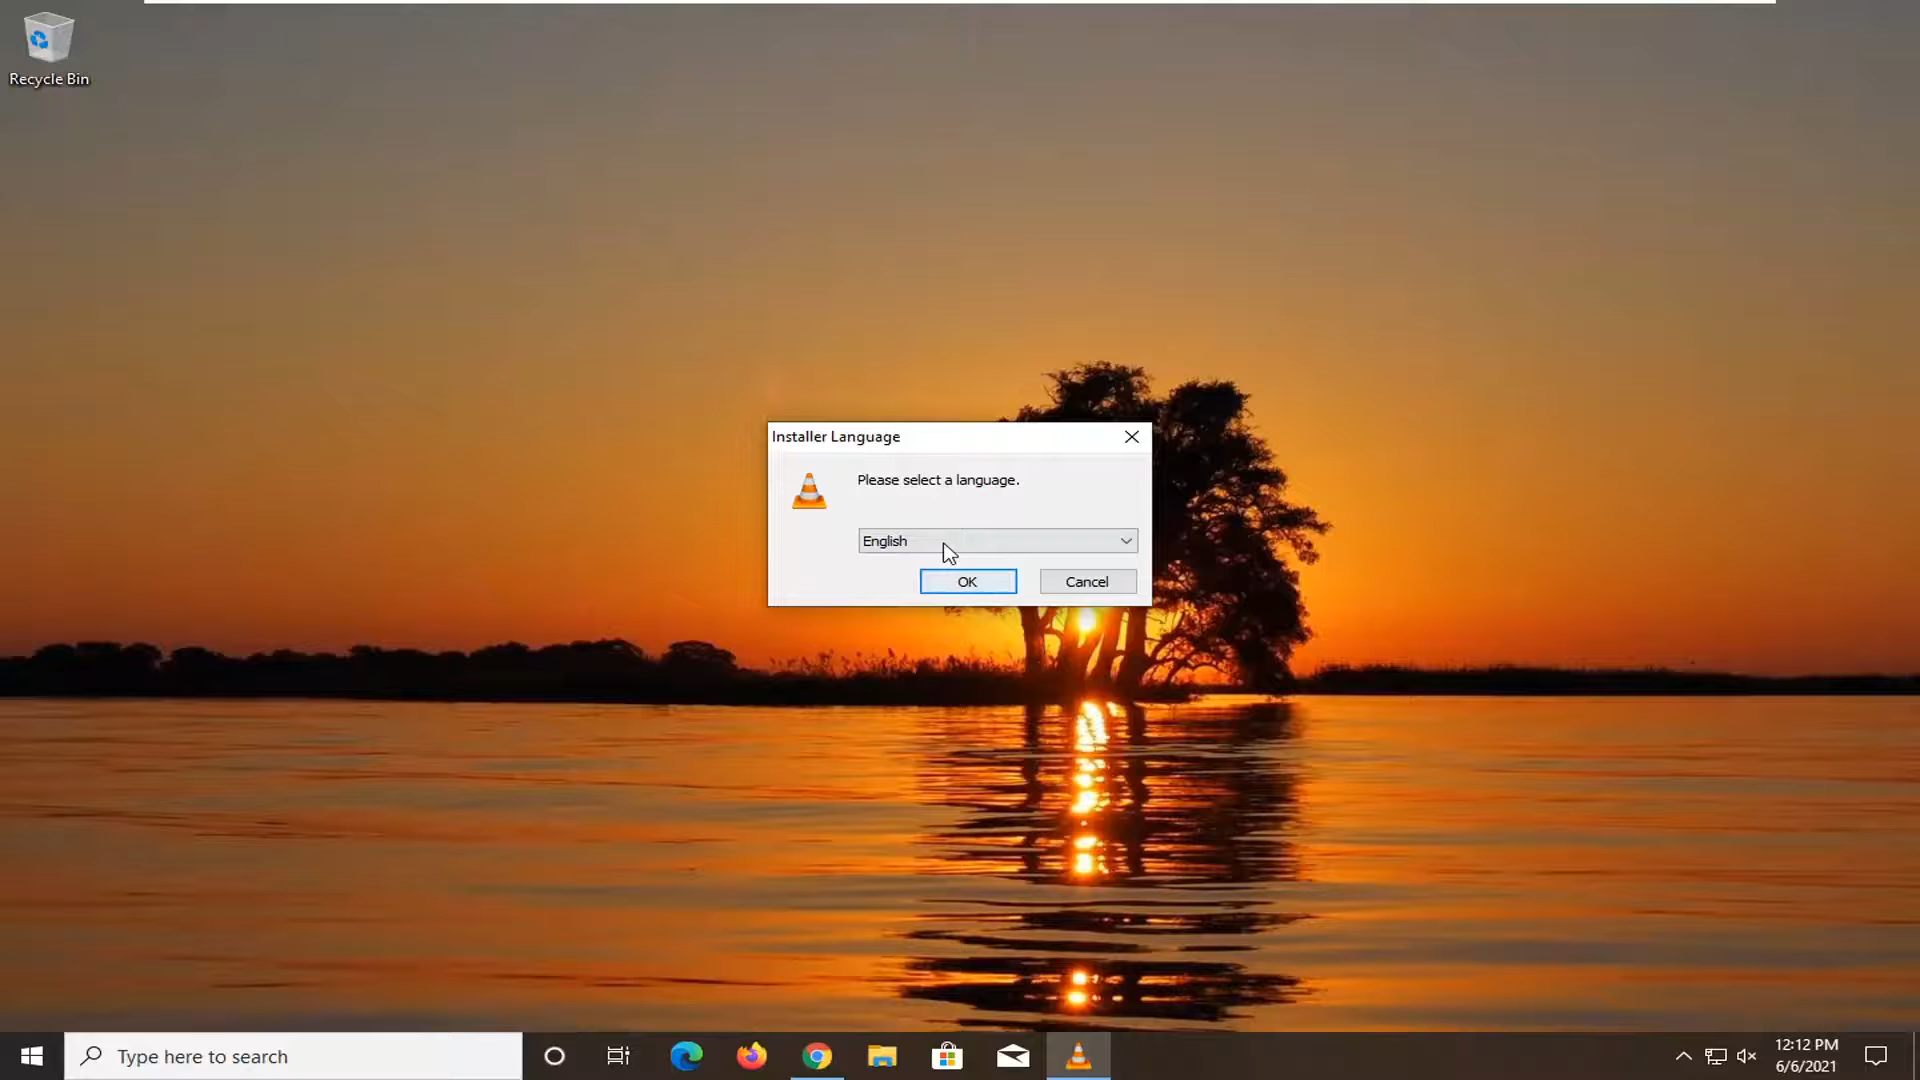 Recycle Bin
Installer Language
Please select a language.
English
OK
Cancel
Type here to search
12:12 PM
6/6/2021